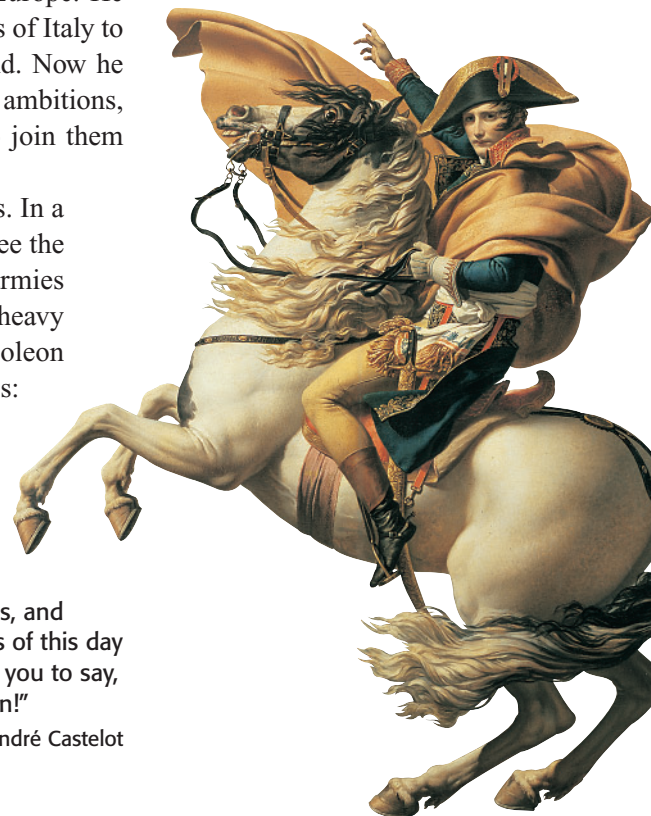 s of Italy to
d. Now he
ambitions,
join them
s. In a
ee the
rmies
heavy
poleon
s:
s, and
s of this day
you to say,
n!”
ndré Castelot